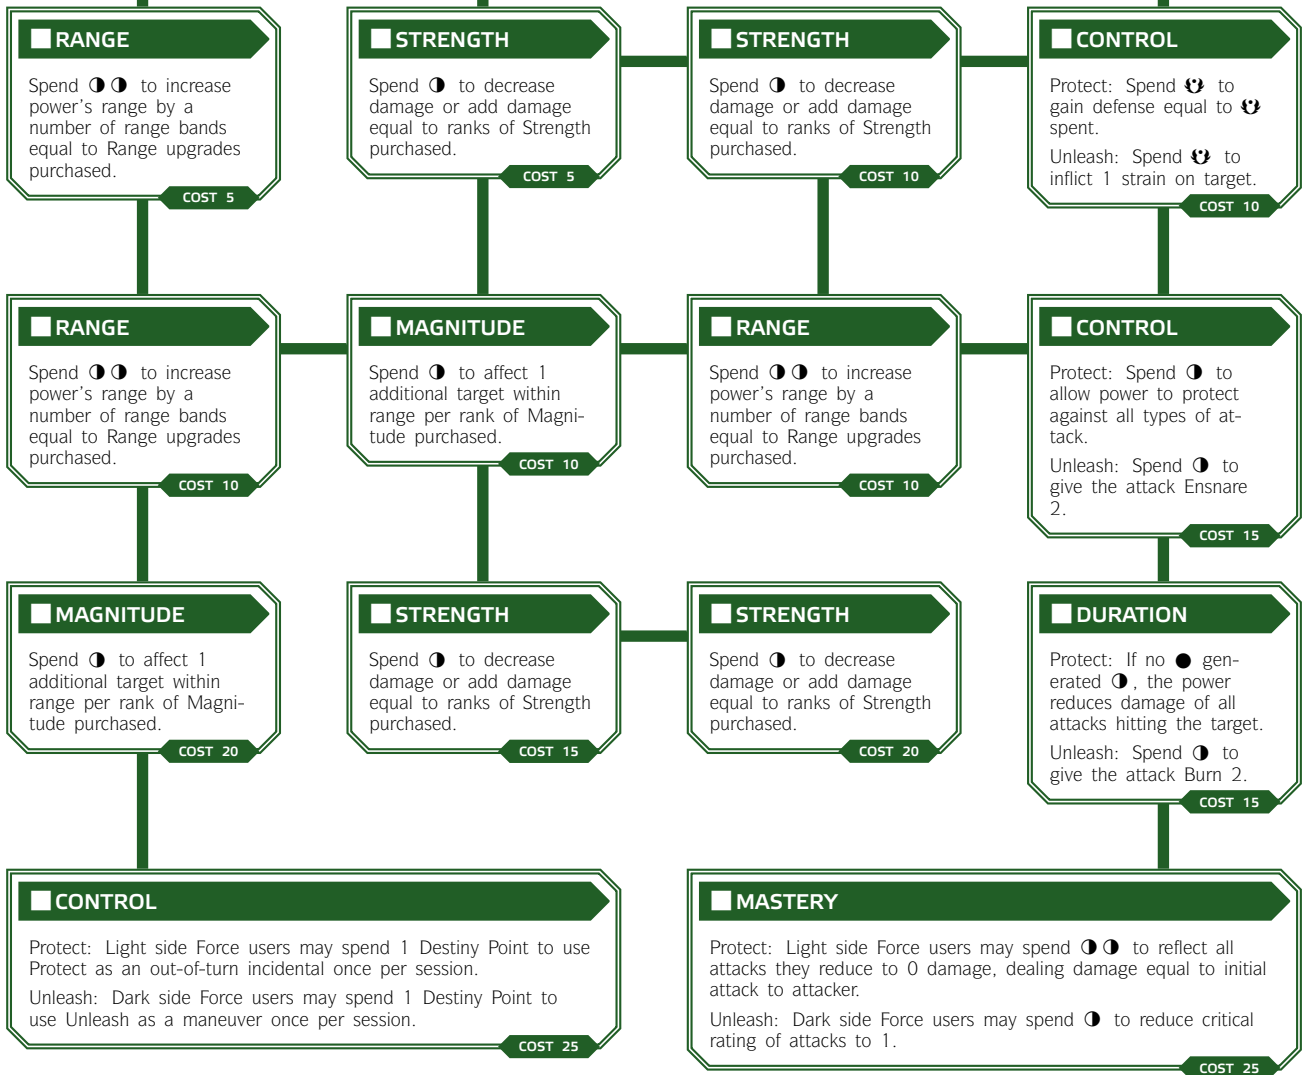 RANGE
Spend ◑◑ to increase
power's range by a
number of range bands
equal to Range upgrades
purchased.
COST 5
STRENGTH
Spend ◑ to decrease
damage or add damage
equal to ranks of Strength
purchased.
COST 5
STRENGTH
Spend ◑ to decrease
damage or add damage
equal to ranks of Strength
purchased.
COST 10
CONTROL
Protect: Spend to
gain defense equal to
spent.
Unleash: Spend to
inflict 1 strain on target.
COST 10
RANGE
Spend ◑◑ to increase
power's range by a
number of range bands
equal to Range upgrades
purchased.
COST 10
MAGNITUDE
Spend ◑ to affect 1
additional target within
range per rank of Magni-
tude purchased.
COST 10
RANGE
Spend ◑◑ to increase
power's range by a
number of range bands
equal to Range upgrades
purchased.
COST 10
CONTROL
Protect: Spend ◑ to
allow power to protect
against all types of at-
tack.
Unleash: Spend ◑ to
give the attack Ensnare
2.
COST 15
MAGNITUDE
Spend ◑ to affect 1
additional target within
range per rank of Magni-
tude purchased.
COST 20
STRENGTH
Spend ◑ to decrease
damage or add damage
equal to ranks of Strength
purchased.
COST 15
STRENGTH
Spend ◑ to decrease
damage or add damage
equal to ranks of Strength
purchased.
COST 20
DURATION
Protect: If no ● gen-
erated ◑, the power
reduces damage of all
attacks hitting the target.
Unleash: Spend ◑ to
give the attack Burn 2.
COST 15
CONTROL
Protect: Light side Force users may spend 1 Destiny Point to use
Protect as an out-of-turn incidental once per session.
Unleash: Dark side Force users may spend 1 Destiny Point to
use Unleash as a maneuver once per session.
COST 25
MASTERY
Protect: Light side Force users may spend ◑◑ to reflect all
attacks they reduce to 0 damage, dealing damage equal to initial
attack to attacker.
Unleash: Dark side Force users may spend ◑ to reduce critical
rating of attacks to 1.
COST 25